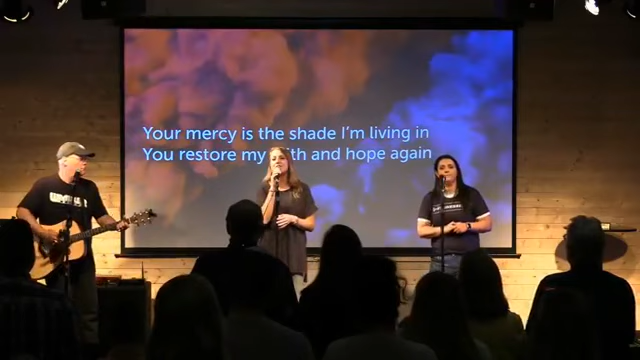 Your mercy is the shade I'm living in
You restore my and hope again